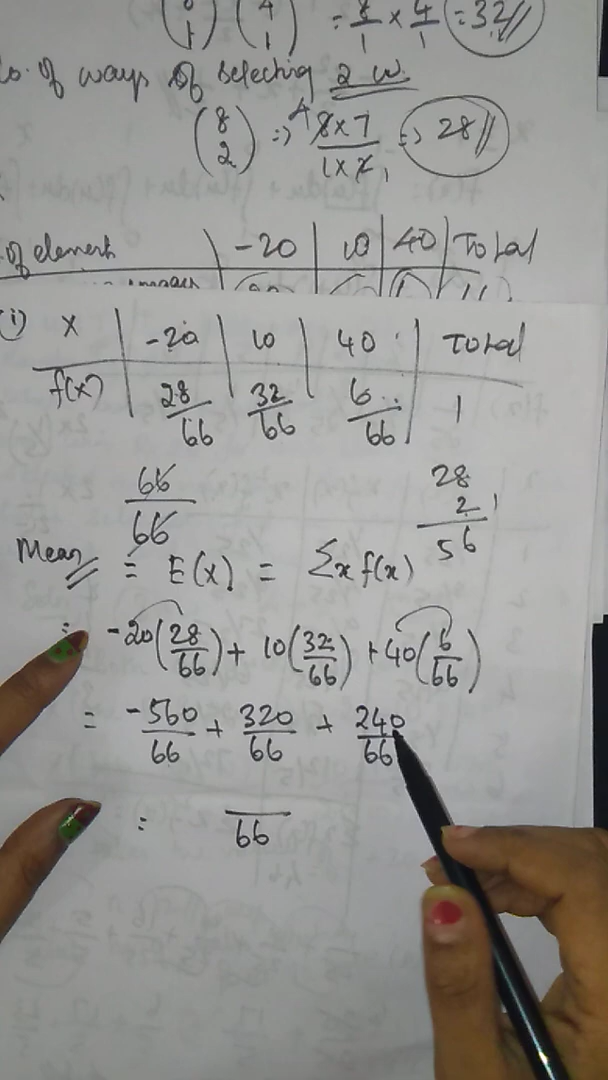 (8 1) (4 1) = 8/1 × 4/1 = 32//
No. of ways of selecting 2 W.
(8 2) => 8×7/1×2 => 28//
of element | -20 | 10 | 40 | Total
(i) X | -20 | 10 | 40 | Total
f(x) | 28/66 | 32/66 | 6/66 | 1
66/66
28
2
56
Mean = E(x) = Σx f(x)
= -20(28/66) + 10(32/66) + 40(6/66)
= -560/66 + 320/66 + 240/66
= /66